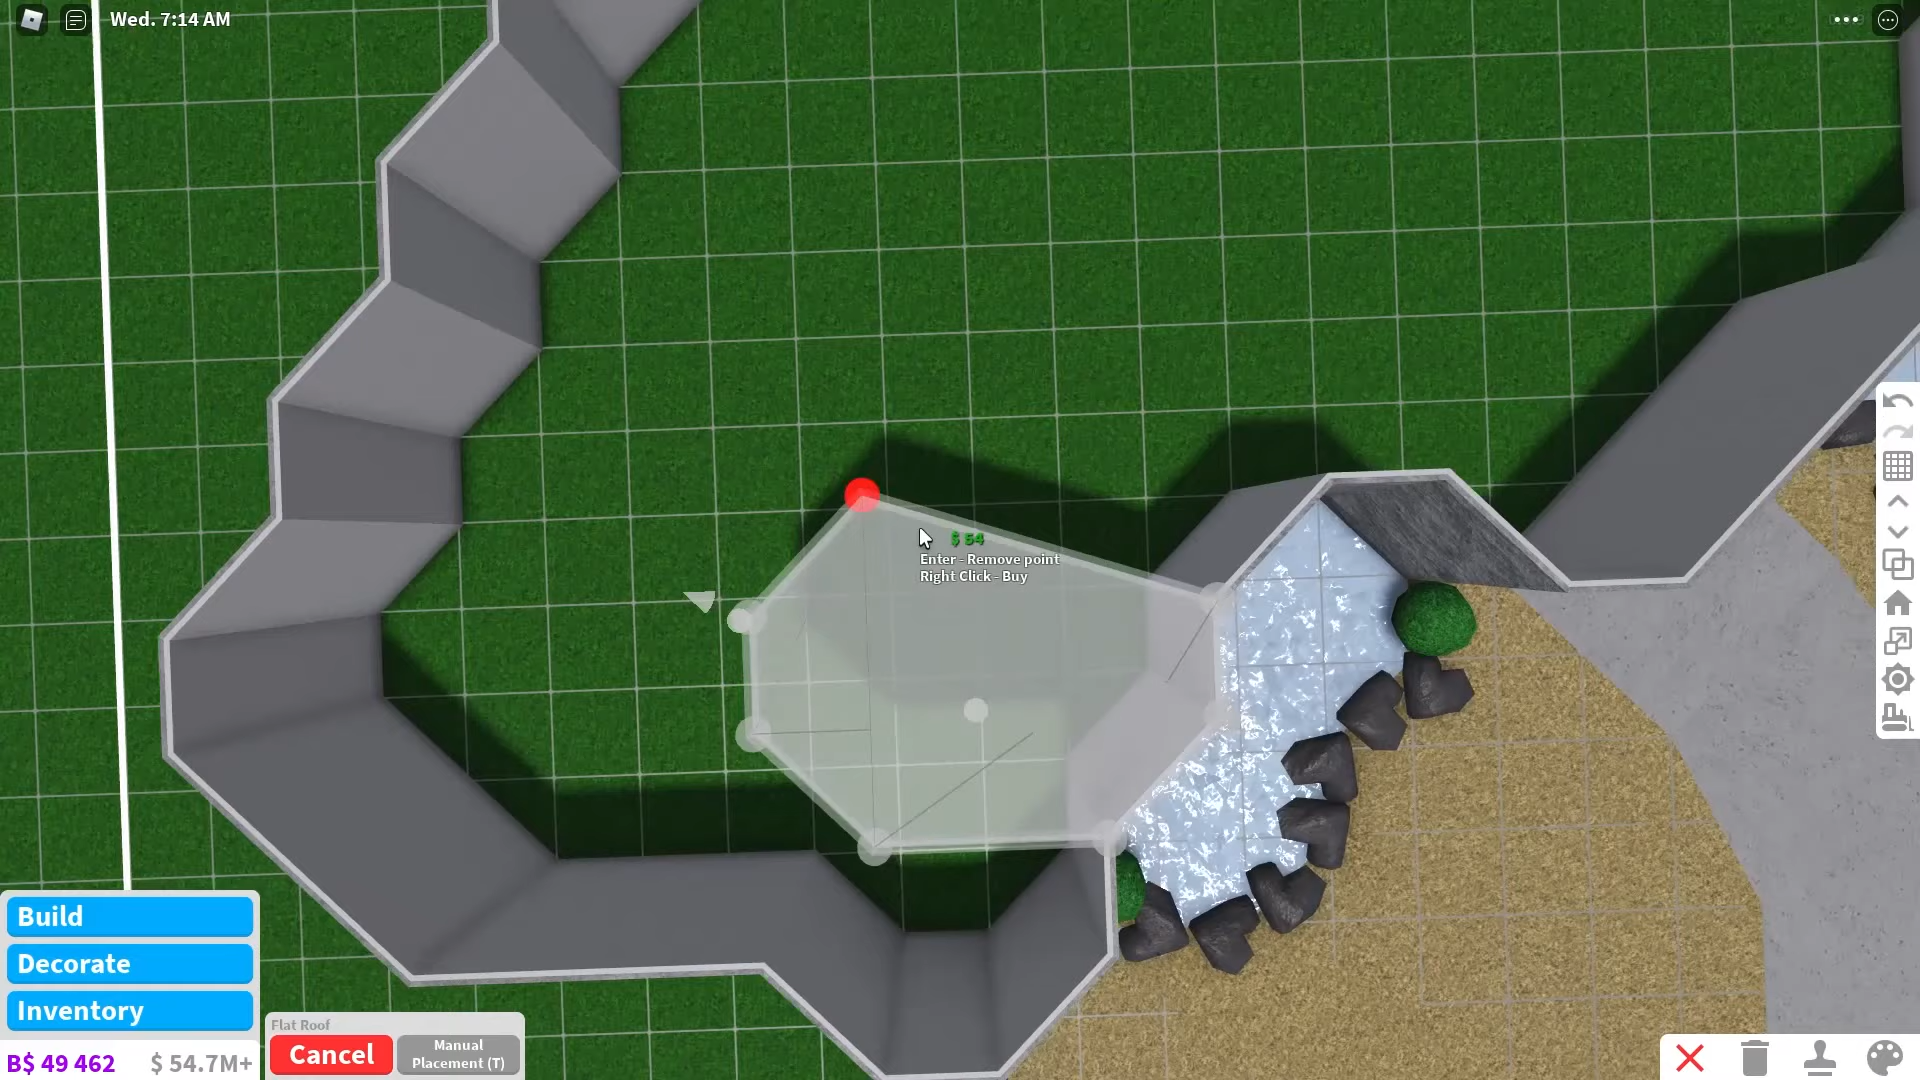 Wed. 7:14 AM
$ 54
Enter - Remove point
Right Click - Buy
Build
Decorate
Inventory
B$ 49 462 $ 54.7M+
Flat Roof
Cancel
Manual
Placement (T)